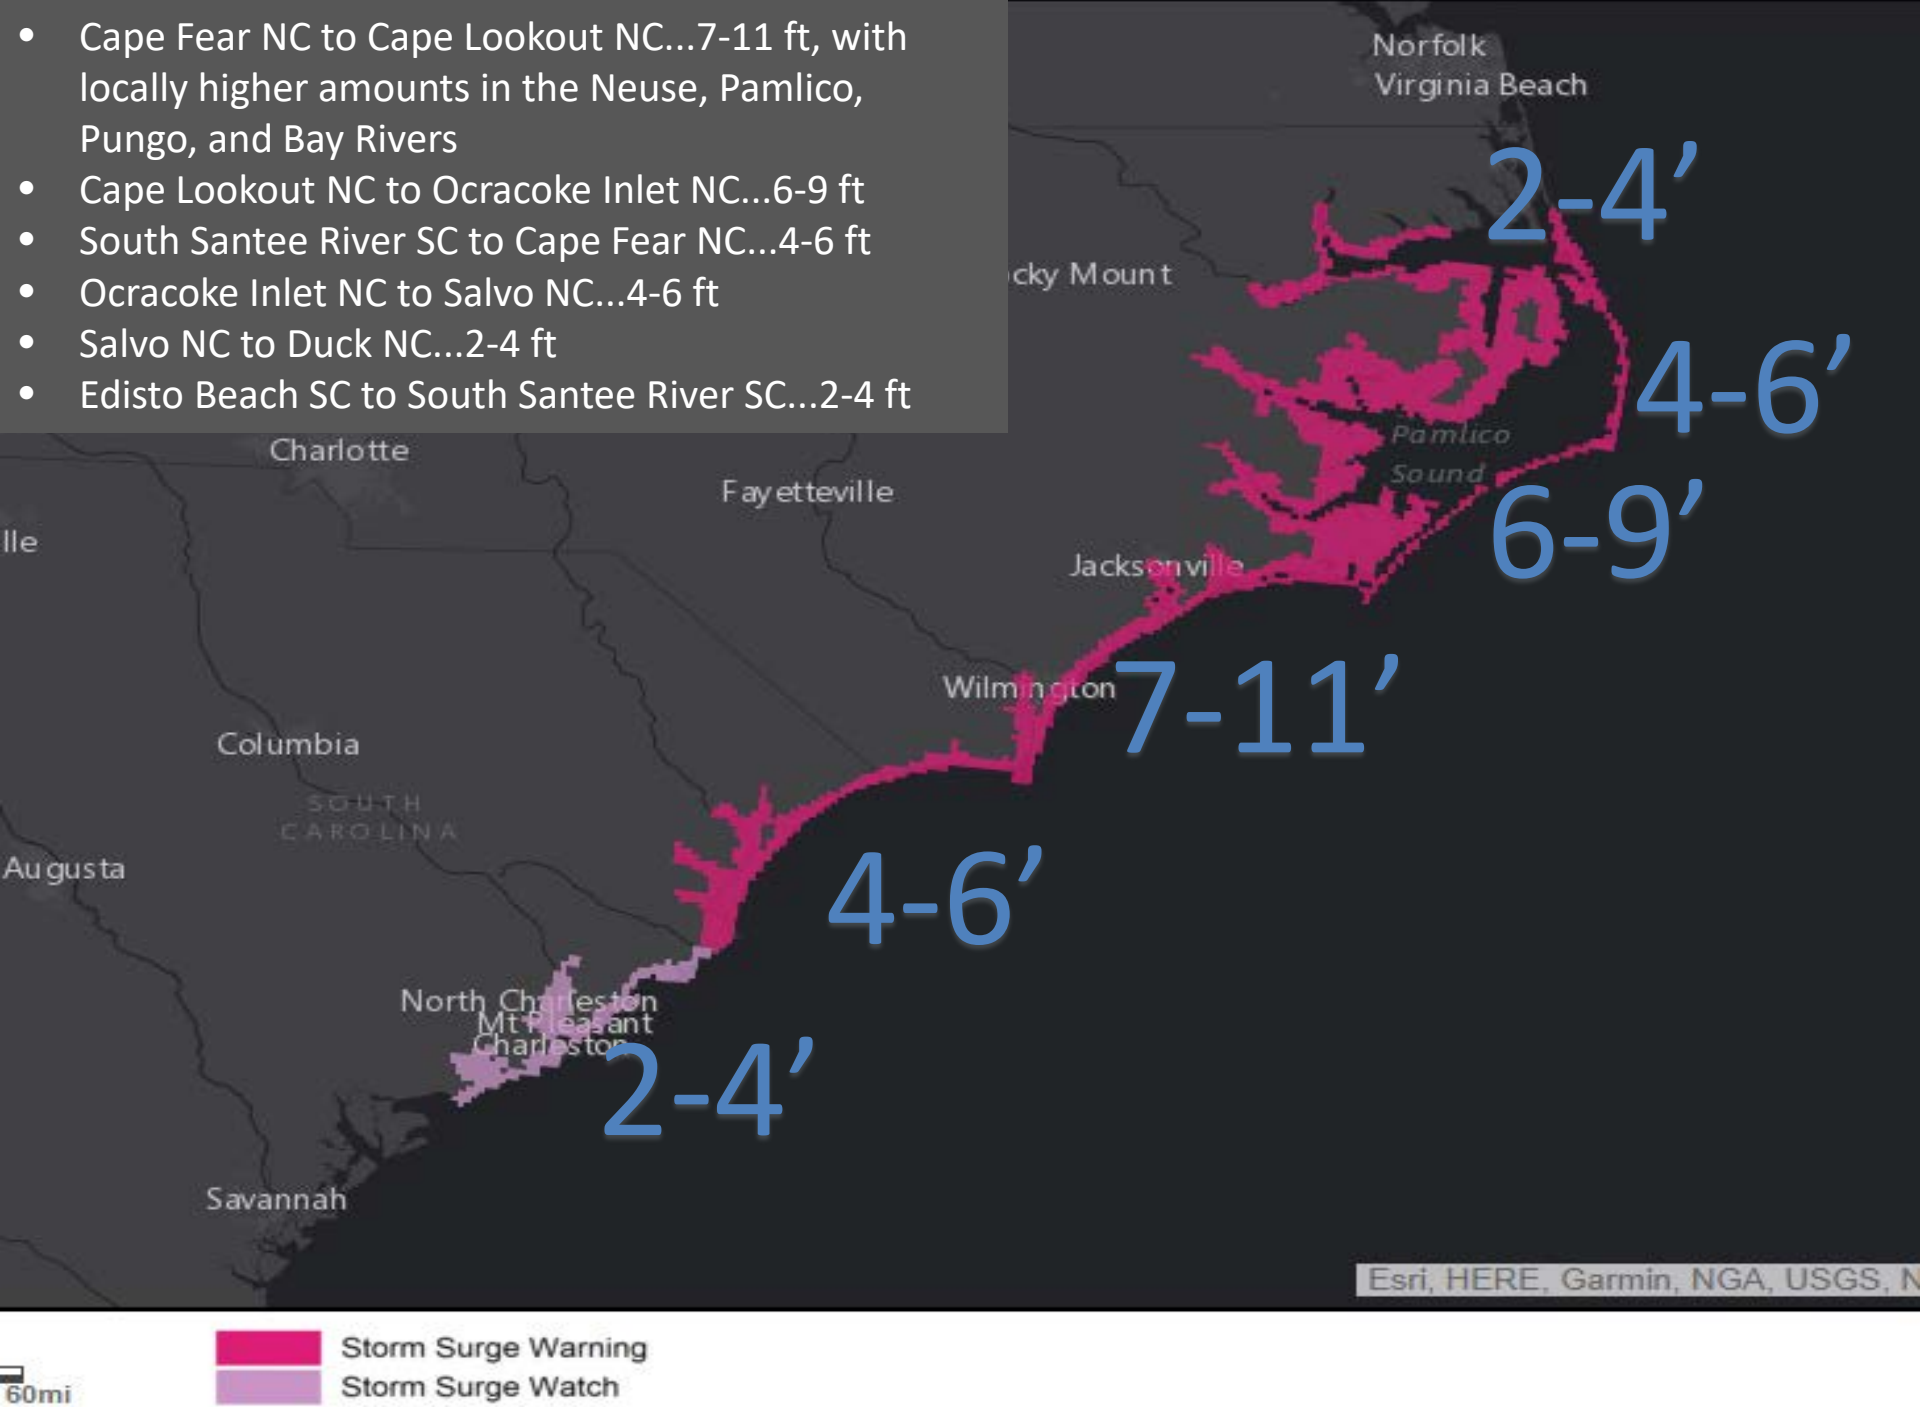 • Cape Fear NC to Cape Lookout NC...7-11 ft, with
locally higher amounts in the Neuse, Pamlico,
Pungo, and Bay Rivers
• Cape Lookout NC to Ocracoke Inlet NC...6-9 ft
• South Santee River SC to Cape Fear NC...4-6 ft
• Ocracoke Inlet NC to Salvo NC...4-6 ft
• Salvo NC to Duck NC...2-4 ft
• Edisto Beach SC to South Santee River SC...2-4 ft
Norfolk
Virginia Beach
2-4’
cky Mount
4-6’
Pamlico
Sound
Charlotte
Fayetteville
6-9’
lle
Jacksonville
Wilmington
7-11’
Columbia
SOUTH
CAROLINA
Augusta
4-6’
North Charleston
Mt Pleasant
Charleston
2-4’
Savannah
Esri, HERE, Garmin, NGA, USGS, N
Storm Surge Warning
Storm Surge Watch
60mi